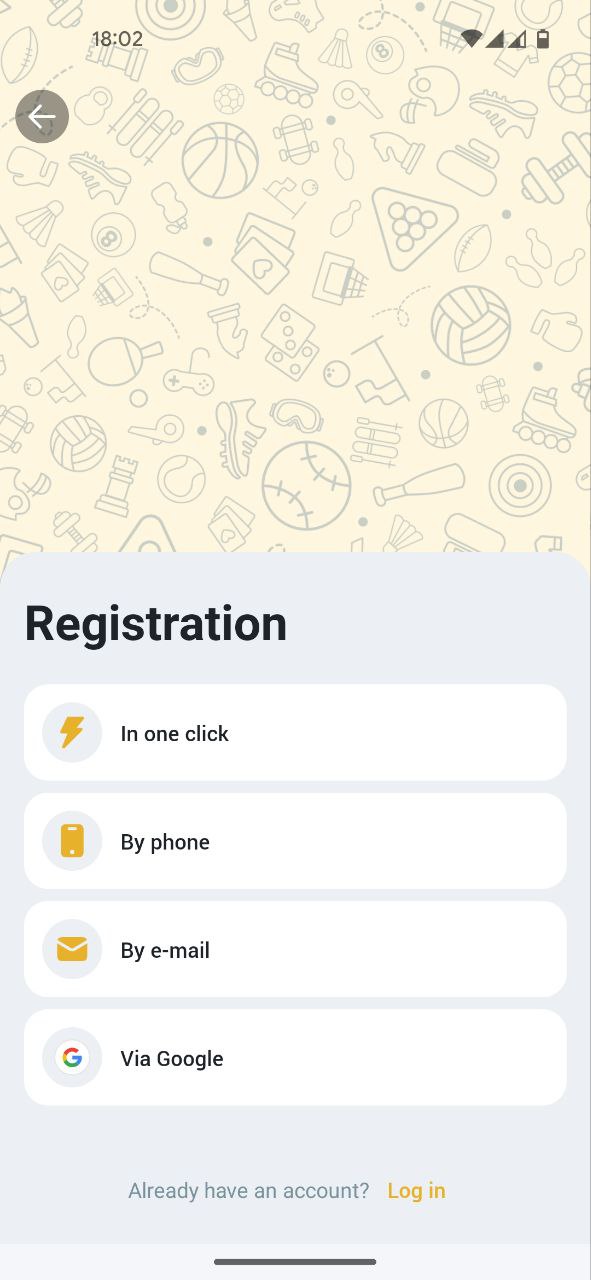 18:02
Registration
In one click
By phone
By e-mail
Via Google
Already have an account? Log in